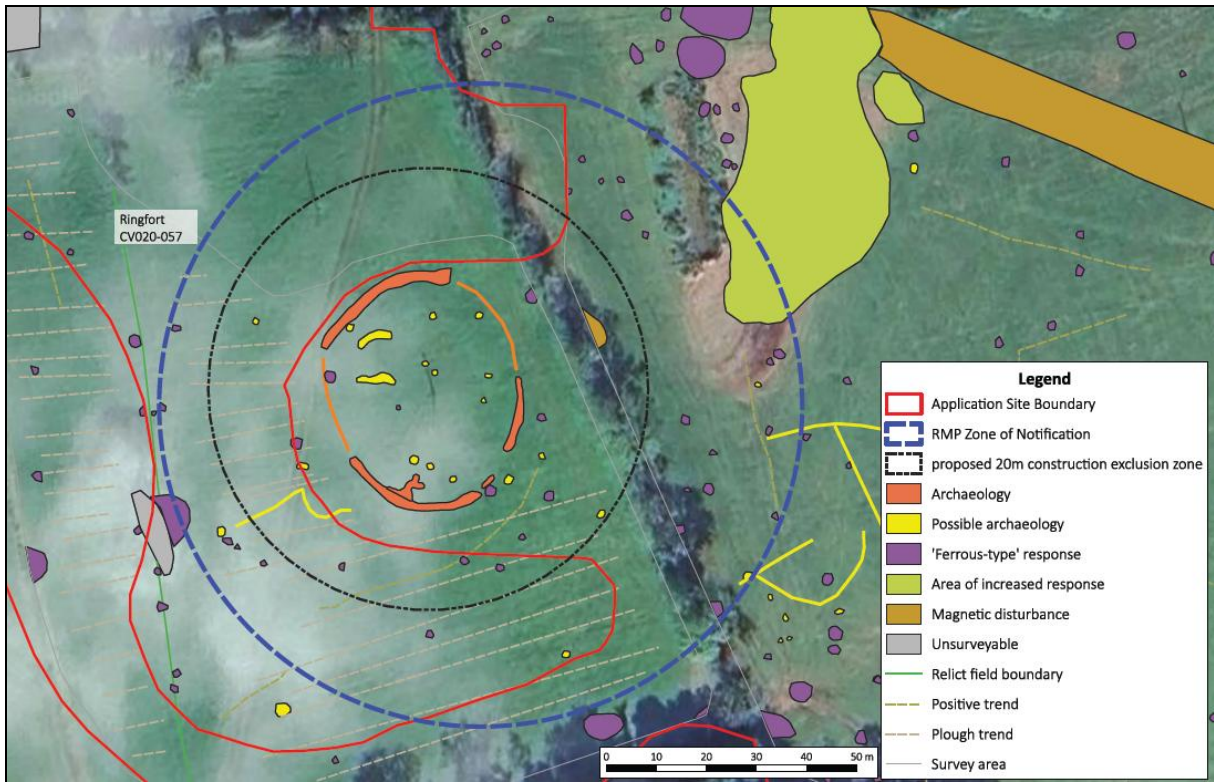 Ringfort
CV020-057
Legend
Application Site Boundary
RMP Zone of Notification
proposed 20m construction exclusion zone
Archaeology
Possible archaeology
'Ferrous-type' response
Area of increased response
Magnetic disturbance
Unsurveyable
Relict field boundary
Positive trend
Plough trend
Survey area
0 10 20 30 40 50 m